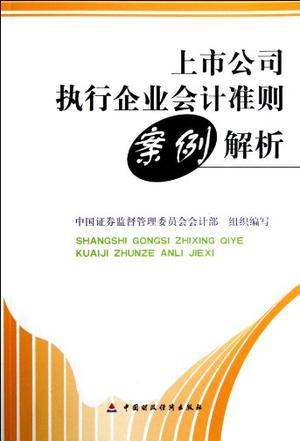 上市公司
执行企业会计准则
案例解析
中国证券监督管理委员会会计部 组织编写
SHANGSHI GONGSI ZHIXING QIYE
KUAIJI ZHUNZE ANLI JIEXI
中国财政经济出版社